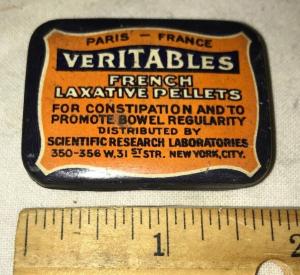 PARIS - FRANCE
VERITABLES
FRENCH
LAXATIVE PELLETS
FOR CONSTIPATION AND TO
PROMOTE BOWEL REGULARITY
DISTRIBUTED BY
SCIENTIFIC RESEARCH LABORATORIES
350-356 W. 31 ST STR. NEW YORK, CITY.
1
2